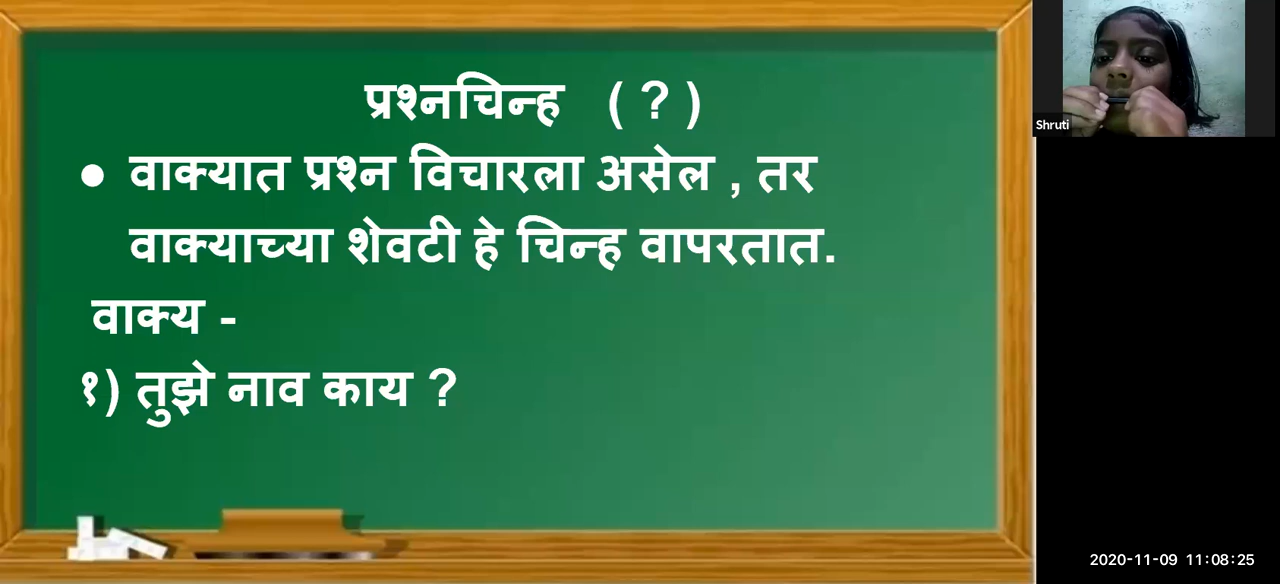 प्रश्नचिन्ह ( ? )
● वाक्यात प्रश्न विचारला असेल , तर
वाक्याच्या शेवटी हे चिन्ह वापरतात.
वाक्य -
१) तुझे नाव काय ?
Shruti
2020-11-09 11:08:25